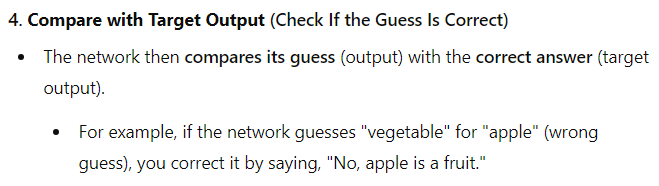 4. Compare with Target Output (Check If the Guess Is Correct)
• The network then compares its guess (output) with the correct answer (target
output).
• For example, if the network guesses "vegetable" for "apple" (wrong
guess), you correct it by saying, "No, apple is a fruit."